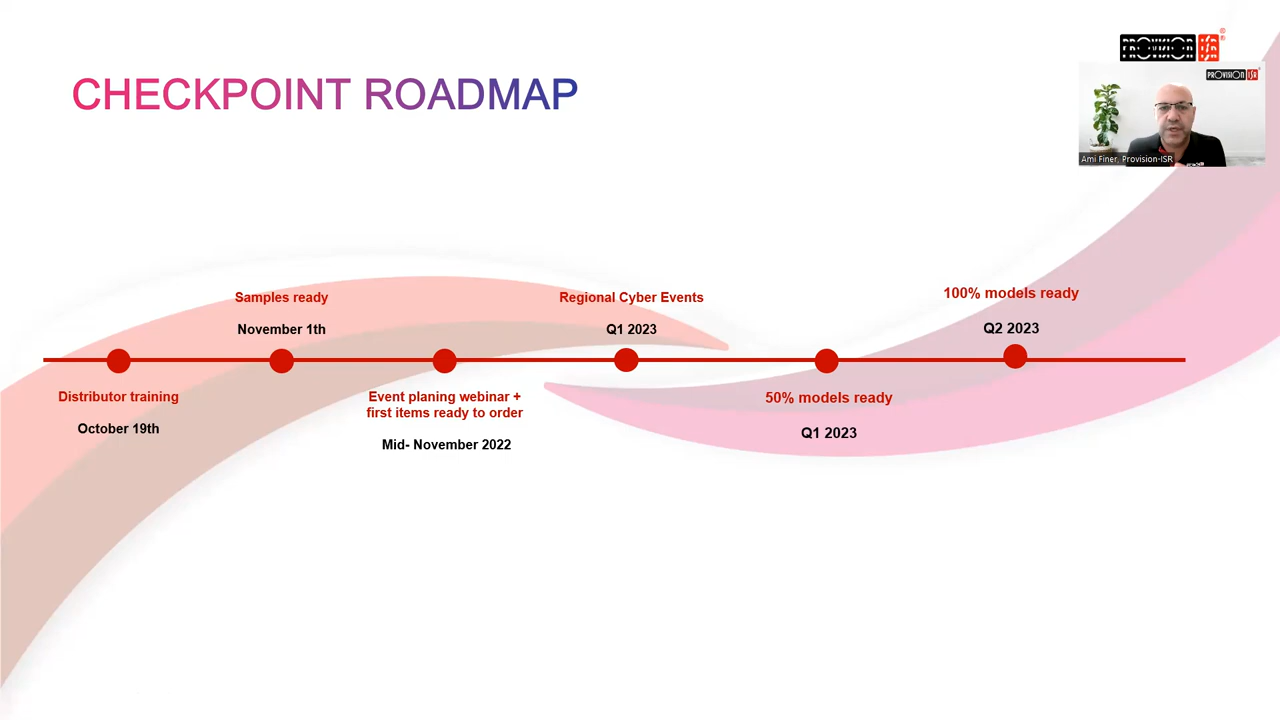 CHECKPOINT ROADMAP
PROVISION ISR
PROVISION ISR
Ami Finer, Provision-ISR
Samples ready
November 1th
Regional Cyber Events
Q1 2023
100% models ready
Q2 2023
Distributor training
October 19th
Event planing webinar +
first items ready to order
Mid- November 2022
50% models ready
Q1 2023